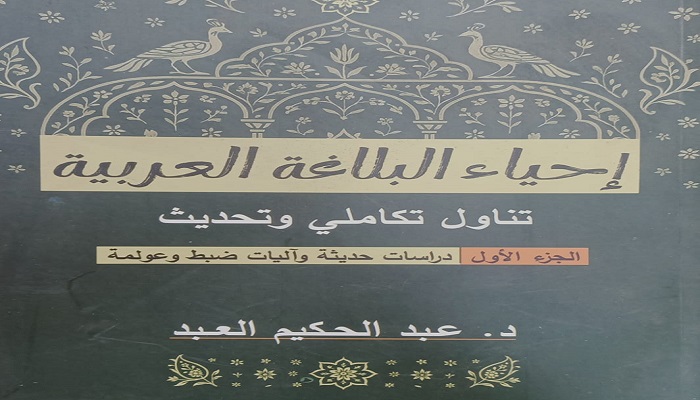 إحياء البلاغة العربية
تناول تكاملي وتحديث
الجزء الأول دراسات حديثة وآليات ضبط وعولمة
د. عبد الحكيم العبد